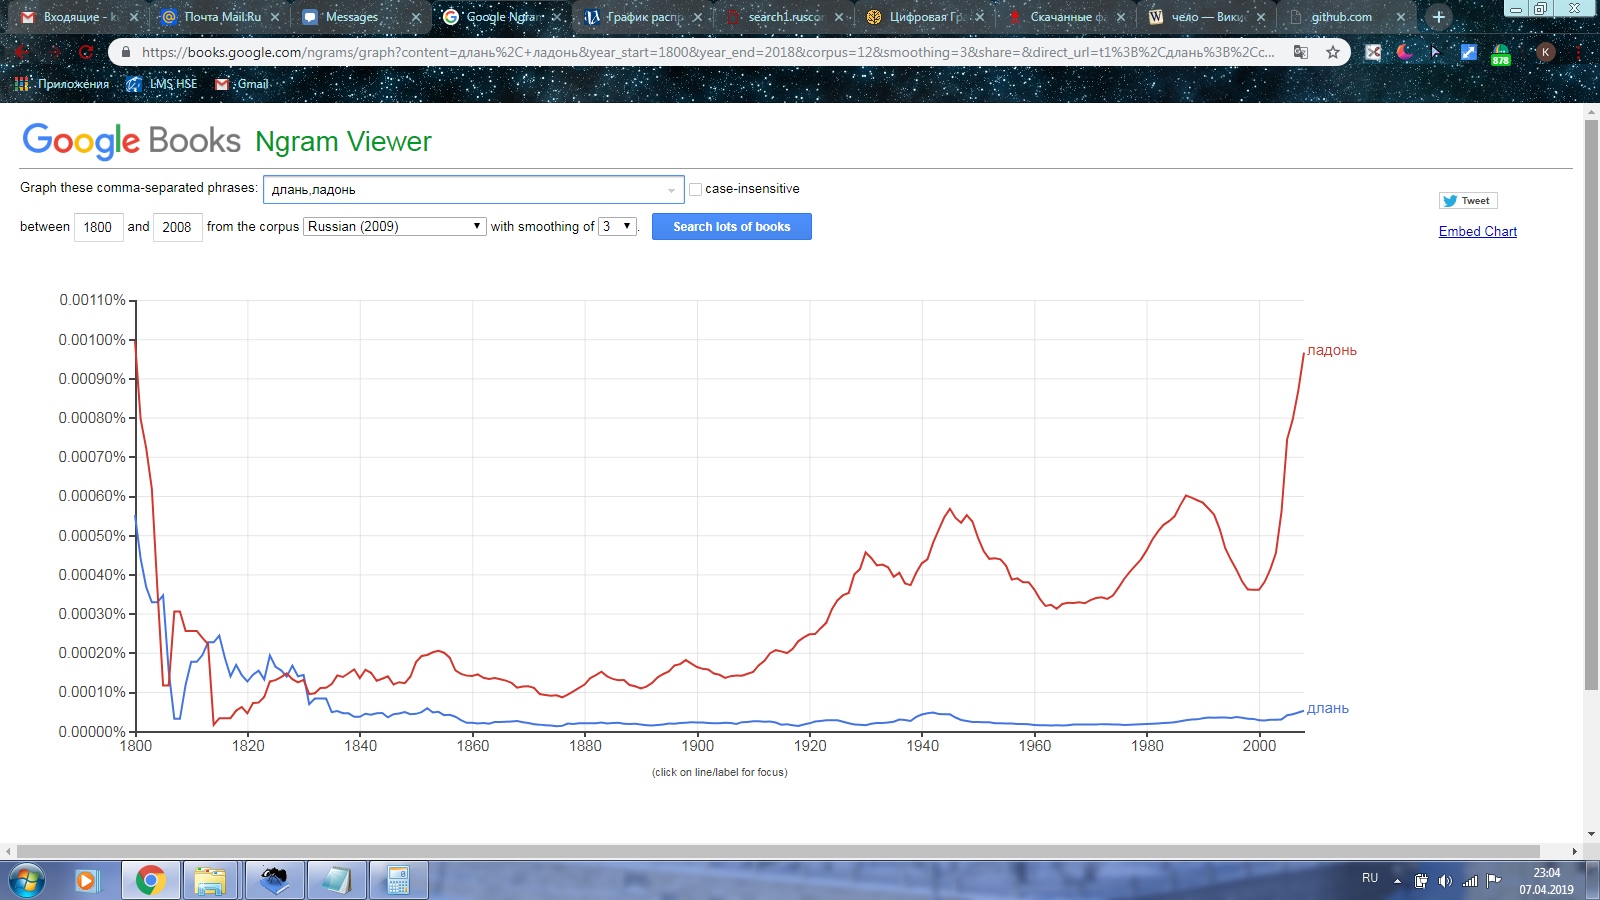 Входящие - k
Почта Mail.Ru
Messages
Google Ngram
График расп
search1.ruscor
Цифровая Гр
Скачанные ф
чело — Вики
github.com
https://books.google.com/ngrams/graph?content=длань%2C+ладонь&year_start=1800&year_end=2018&corpus=12&smoothing=3&share=&direct_url=t1%3B%2Cдлань%3B%2Cc...
878
K
Приложения
LMS HSE
Gmail
Google Books Ngram Viewer
Graph these comma-separated phrases: длань,ладонь case-insensitive
between 1800 and 2008 from the corpus Russian (2009) with smoothing of 3 . Search lots of books
Tweet
Embed Chart
0.00110%
0.00100%
0.00090%
0.00080%
0.00070%
0.00060%
0.00050%
0.00040%
0.00030%
0.00020%
0.00010%
0.00000%
ладонь
длань
1800 1820 1840 1860 1880 1900 1920 1940 1960 1980 2000
(click on line/label for focus)
RU
23:04
07.04.2019